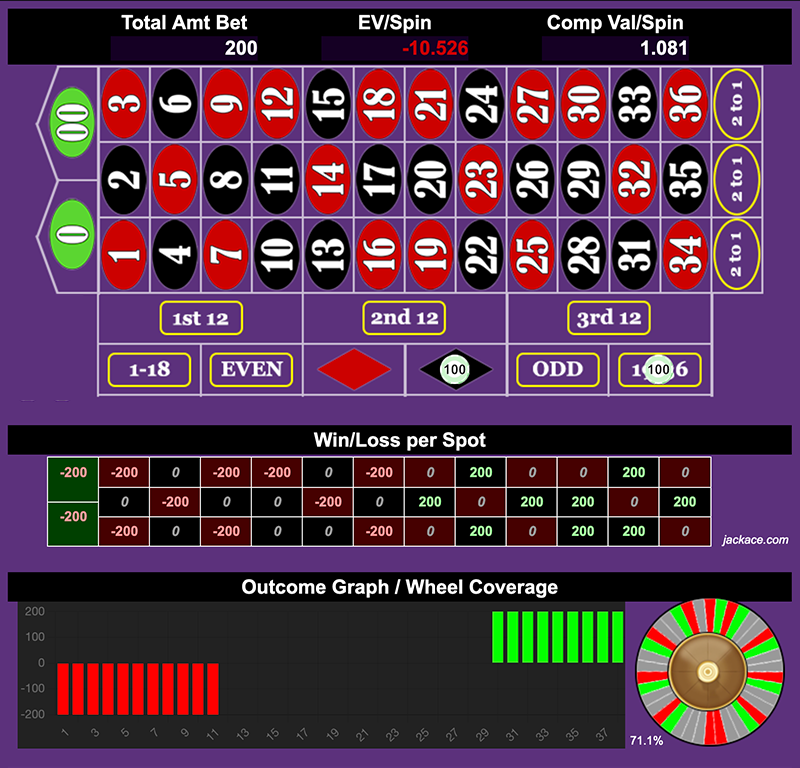 Total Amt Bet EV/Spin Comp Val/Spin
200 -10.526 1.081
00 3 6 9 12 15 18 21 24 27 30 33 36 2 to 1
2 5 8 11 14 17 20 23 26 29 32 35 2 to 1
0 1 4 7 10 13 16 19 22 25 28 31 34 2 to 1
1st 12 2nd 12 3rd 12
1-18 EVEN 100 ODD 100
Win/Loss per Spot
-200 -200 0 -200 -200 0 -200 0 200 0 0 200 0
0 -200 0 0 -200 0 200 0 200 200 0 200
-200 -200 0 -200 0 0 -200 0 200 0 200 200 0
jackace.com
Outcome Graph / Wheel Coverage
200
100
0
-100
-200
1 3 5 7 9 11 13 15 17 19 21 23 25 27 29 31 33 35 37
71.1%